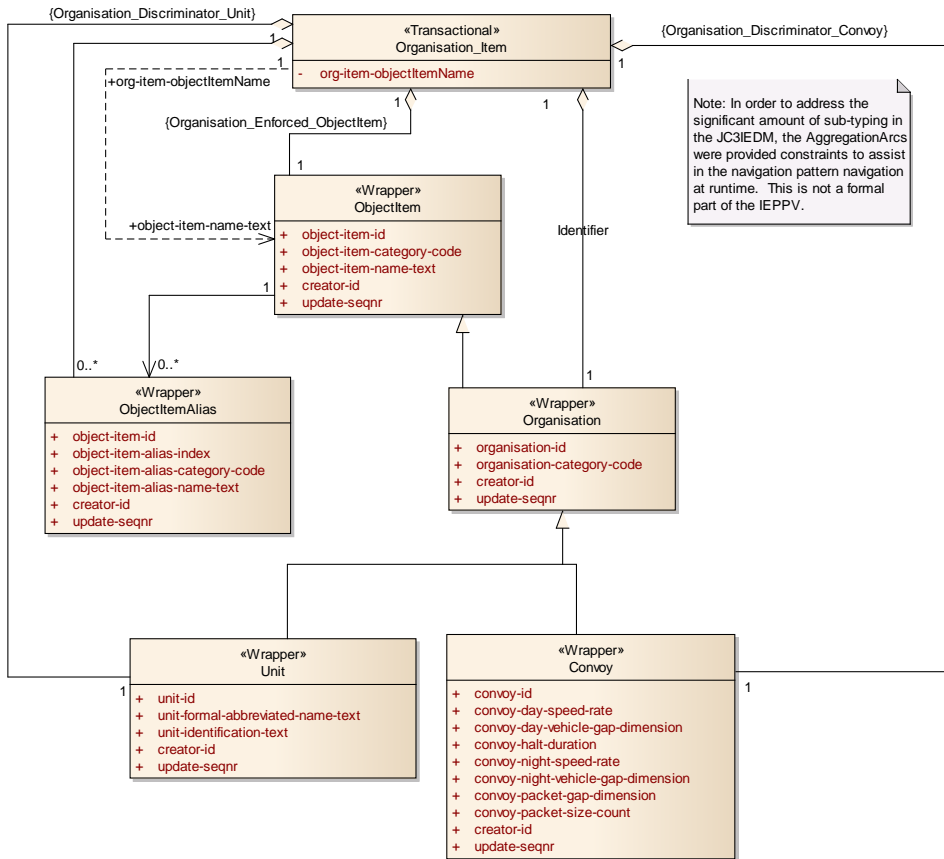 {Organisation_Discriminator_Unit}
«Transactional»
Organisation_Item
- org-item-objectItemName
{Organisation_Discriminator_Convoy}
1
1
1
1
1
+org-item-objectItemName
{Organisation_Enforced_ObjectItem}
Note: In order to address the
significant amount of sub-typing in
the JC3IEDM, the AggregationArcs
were provided constraints to assist
in the navigation pattern navigation
at runtime. This is not a formal
part of the IEPPV.
1
«Wrapper»
ObjectItem
+ object-item-id
+ object-item-category-code
+ object-item-name-text
+ creator-id
+ update-seqnr
+object-item-name-text
Identifier
1
0..*
0..*
1
«Wrapper»
ObjectItemAlias
+ object-item-id
+ object-item-alias-index
+ object-item-alias-category-code
+ object-item-alias-name-text
+ creator-id
+ update-seqnr
«Wrapper»
Organisation
+ organisation-id
+ organisation-category-code
+ creator-id
+ update-seqnr
«Wrapper»
Unit
+ unit-id
+ unit-formal-abbreviated-name-text
+ unit-identification-text
+ creator-id
+ update-seqnr
1
«Wrapper»
Convoy
+ convoy-id
+ convoy-day-speed-rate
+ convoy-day-vehicle-gap-dimension
+ convoy-halt-duration
+ convoy-night-speed-rate
+ convoy-night-vehicle-gap-dimension
+ convoy-packet-gap-dimension
+ convoy-packet-size-count
+ creator-id
+ update-seqnr
1